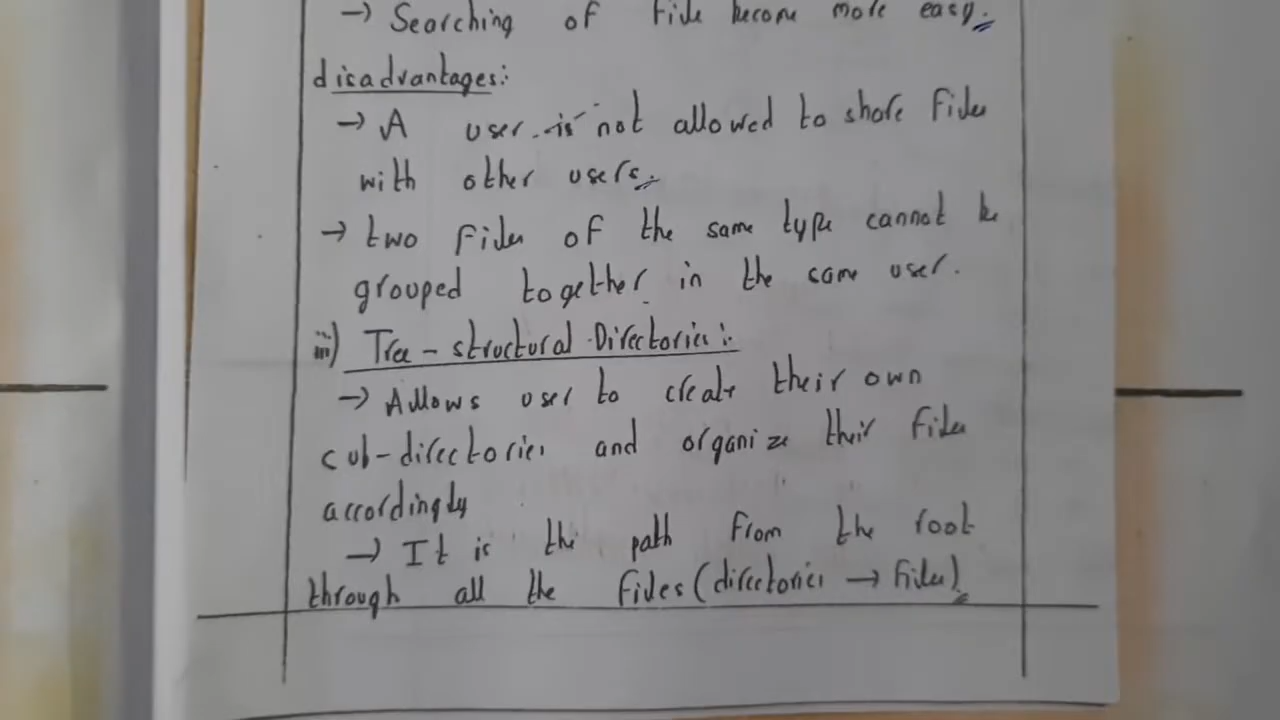 → Searching of file become more easy.
disadvantages:
→ A user is not allowed to share files
with other users.
→ two files of the same type cannot be
grouped together in the same user.
iii) Tree-structural Directories:
→ Allows user to create their own
sub-directories and organize their files
accordingly
→ It is the path from the root
through all the files (directories → files).